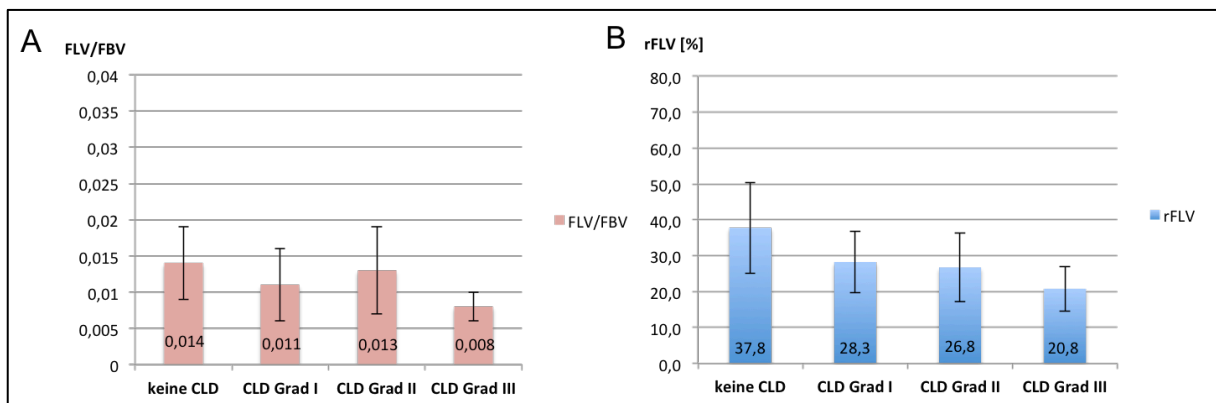 A
FLV/FBV
0,04
0,035
0,03
0,025
0,02
0,015
0,01
0,005
0
0,014
0,011
0,013
0,008
keine CLD
CLD Grad I
CLD Grad II
CLD Grad III
FLV/FBV
B
rFLV [%]
80,0
70,0
60,0
50,0
40,0
30,0
20,0
10,0
0,0
37,8
28,3
26,8
20,8
keine CLD
CLD Grad I
CLD Grad II
CLD Grad III
rFLV